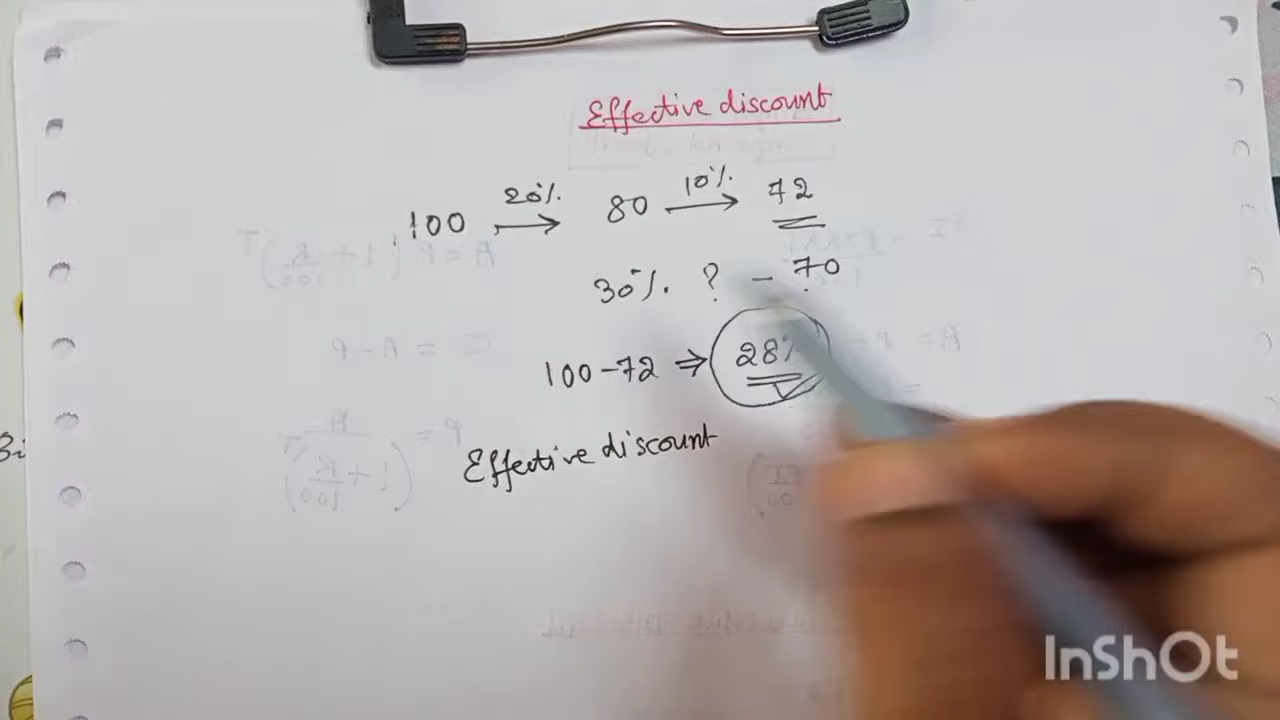 Effective discount
100 20% → 80 10% → 72
30% ? - 70
100-72 ⇒ 28%
Effective discount
InShOt